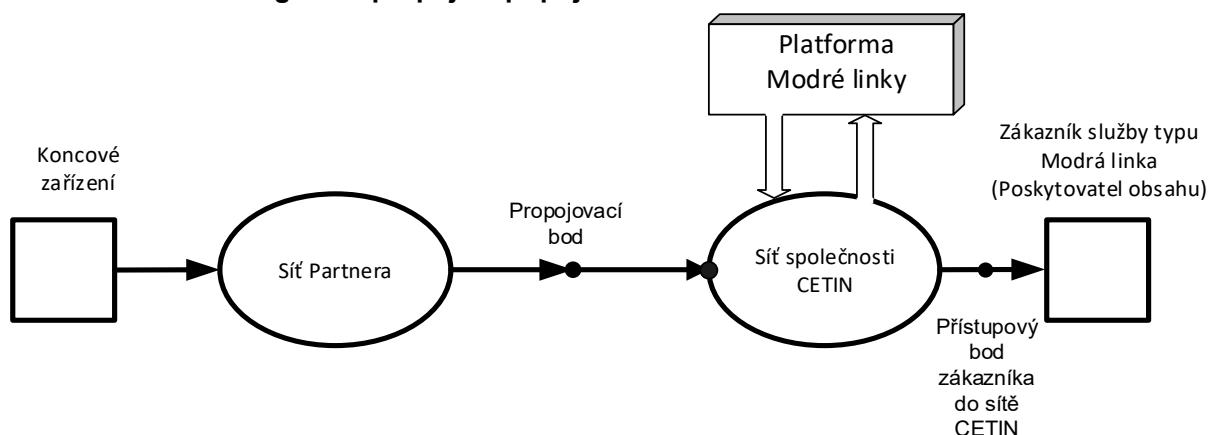 Platforma
Modré linky
Koncové
zařízení
Zákazník služby typu
Modrá linka
(Poskytovatel obsahu)
Propojovací
bod
Síť Partnera
Síť společnosti
CETIN
Přístupový
bod
zákazníka
do sítě
CETIN